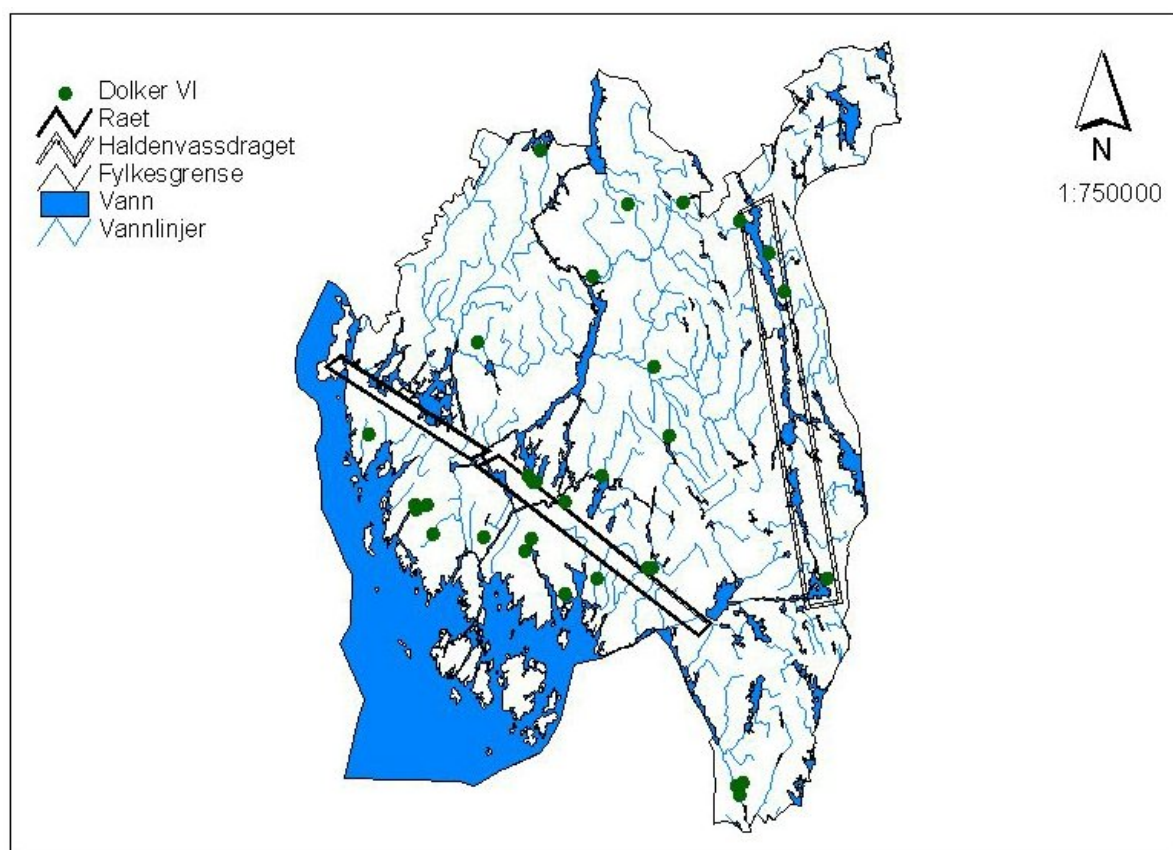 Dolker VI
Raet
Haldenvassdraget
Fylkesgrense
Vann
Vannlinjer
N
1:750000